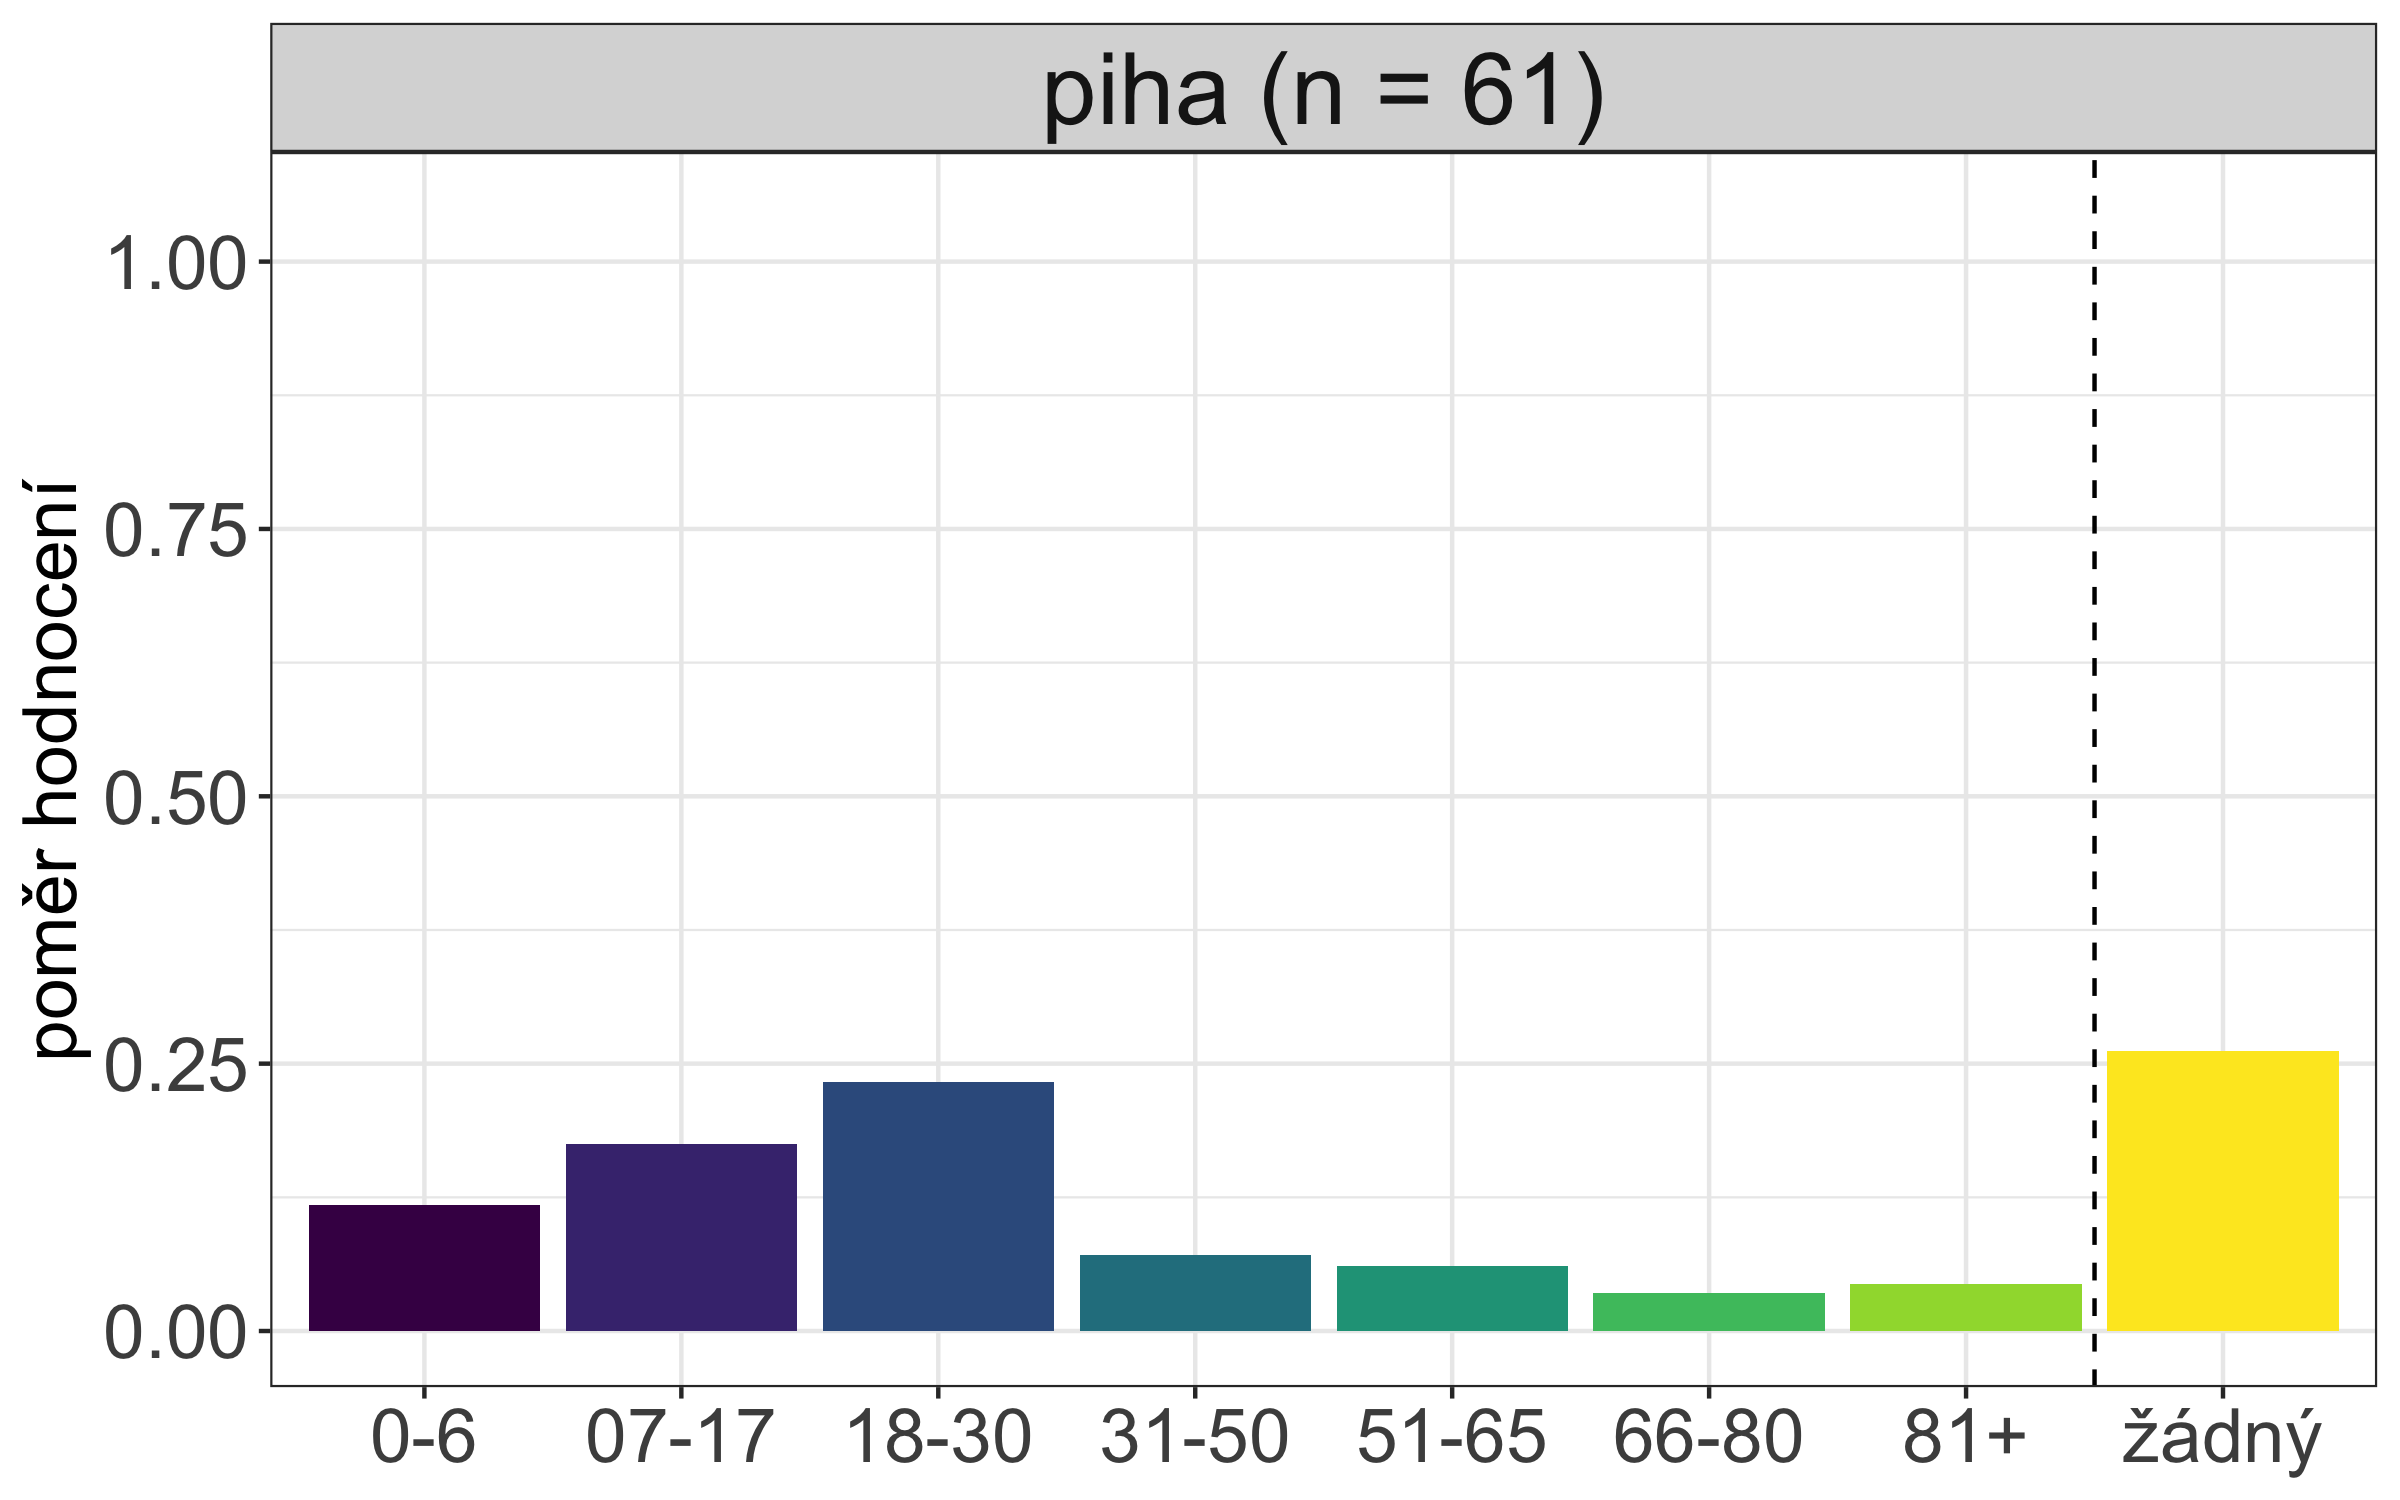 piha (n = 61)
poměr hodnocení
1.00
0.75
0.50
0.25
0.00
0-6 07-17 18-30 31-50 51-65 66-80 81+ žádný